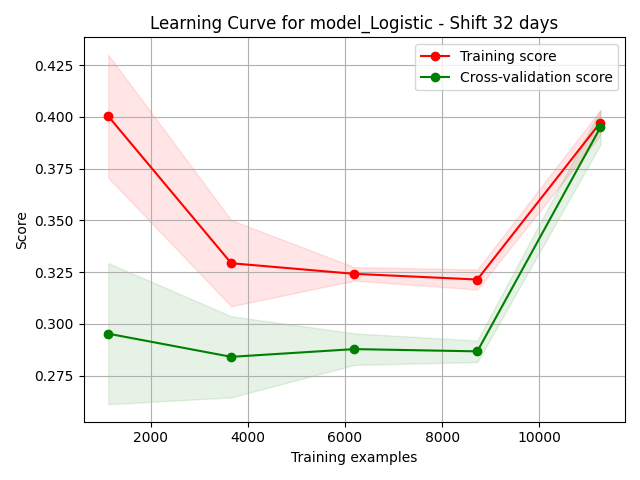 Learning Curve for model_Logistic - Shift 32 days
Training score
Cross-validation score
0.425
0.400
0.375
0.350
0.325
0.300
0.275
Score
2000 4000 6000 8000 10000
Training examples